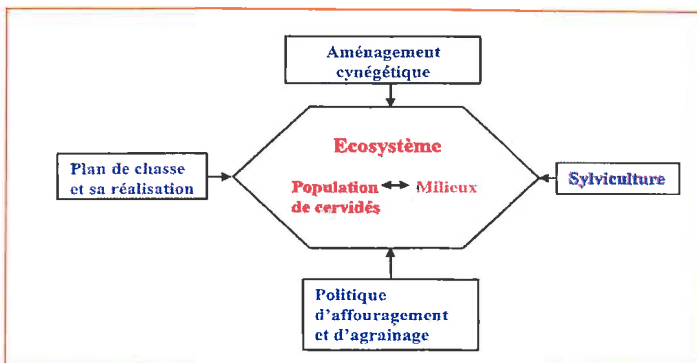 Aménagement
cynégétique
Ecosystème
Plan de chasse
et sa réalisation
Population ↔ Milieux
de cervidés
Sylviculture
Politique
d'affouragement
et d'agrainage